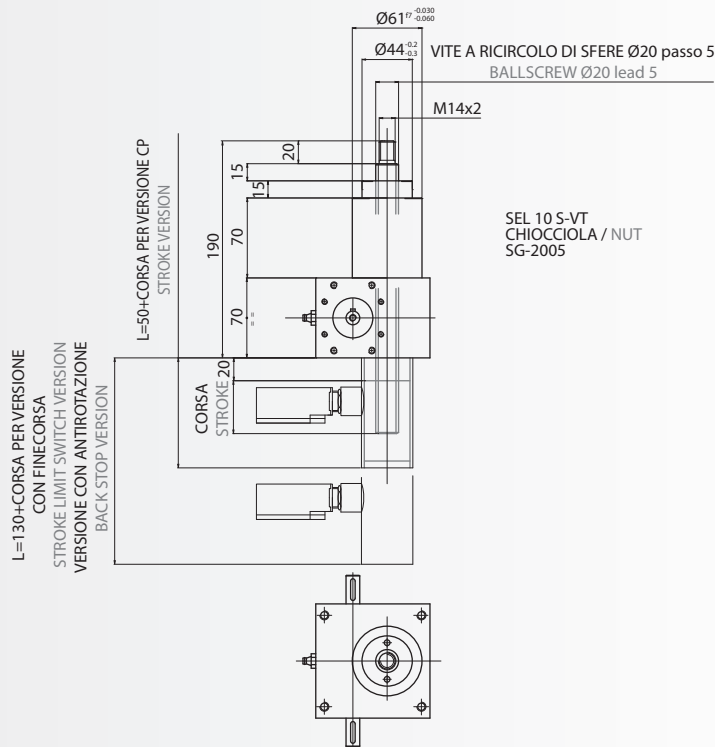 Ø61 f7 -0.030
-0.060
Ø44 -0.2
-0.3
VITE A RICIRCOLO DI SFERE Ø20 passo 5
BALLSCREW Ø20 lead 5
M14x2
20
15
15
190
70
70
= =
L=50+CORSA PER VERSIONE CP
STROKE VERSION
SEL 10 S-VT
CHIOCCIOLA / NUT
SG-2005
20
CORSA
STROKE
L=130+CORSA PER VERSIONE
CON FINECORSA
STROKE LIMIT SWITCH VERSION
VERSIONE CON ANTIROTAZIONE
BACK STOP VERSION